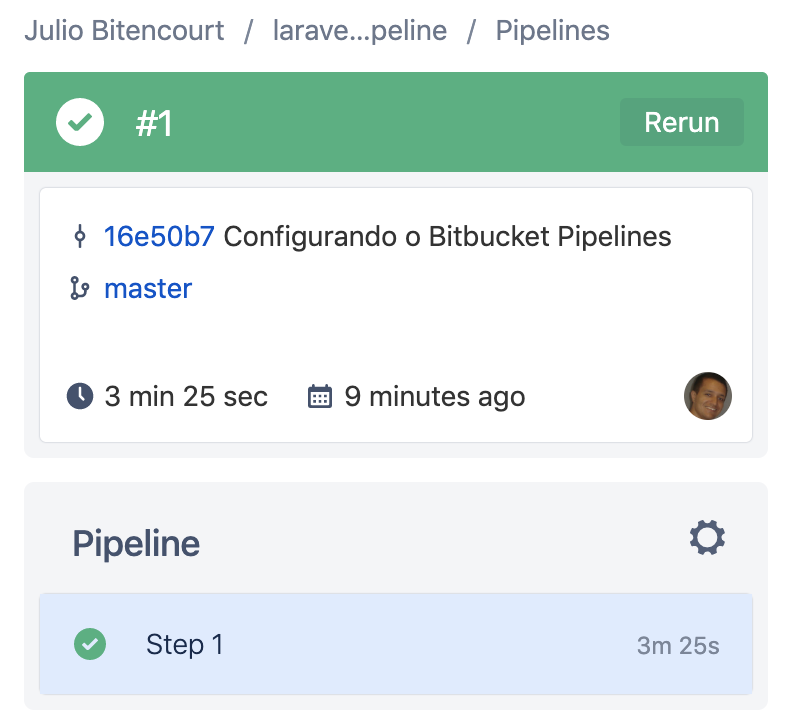 Julio Bitencourt / larave...peline / Pipelines
#1 Rerun
16e50b7 Configurando o Bitbucket Pipelines
master
3 min 25 sec 9 minutes ago
Pipeline
Step 1 3m 25s